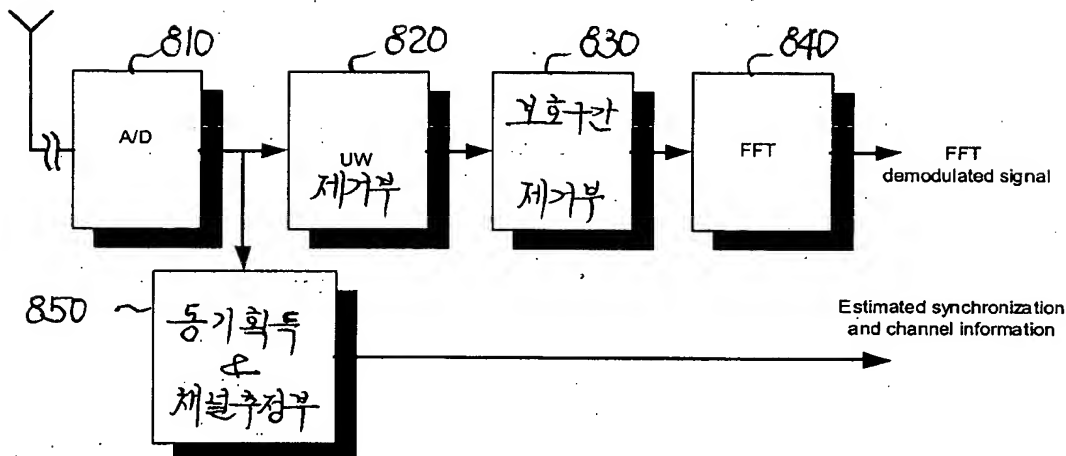 810
820
830
840
A/D
UW
제거부
보호구간
제거부
FFT
FFT
demodulated signal
850
동기획득
&
채널추정부
Estimated synchronization
and channel information